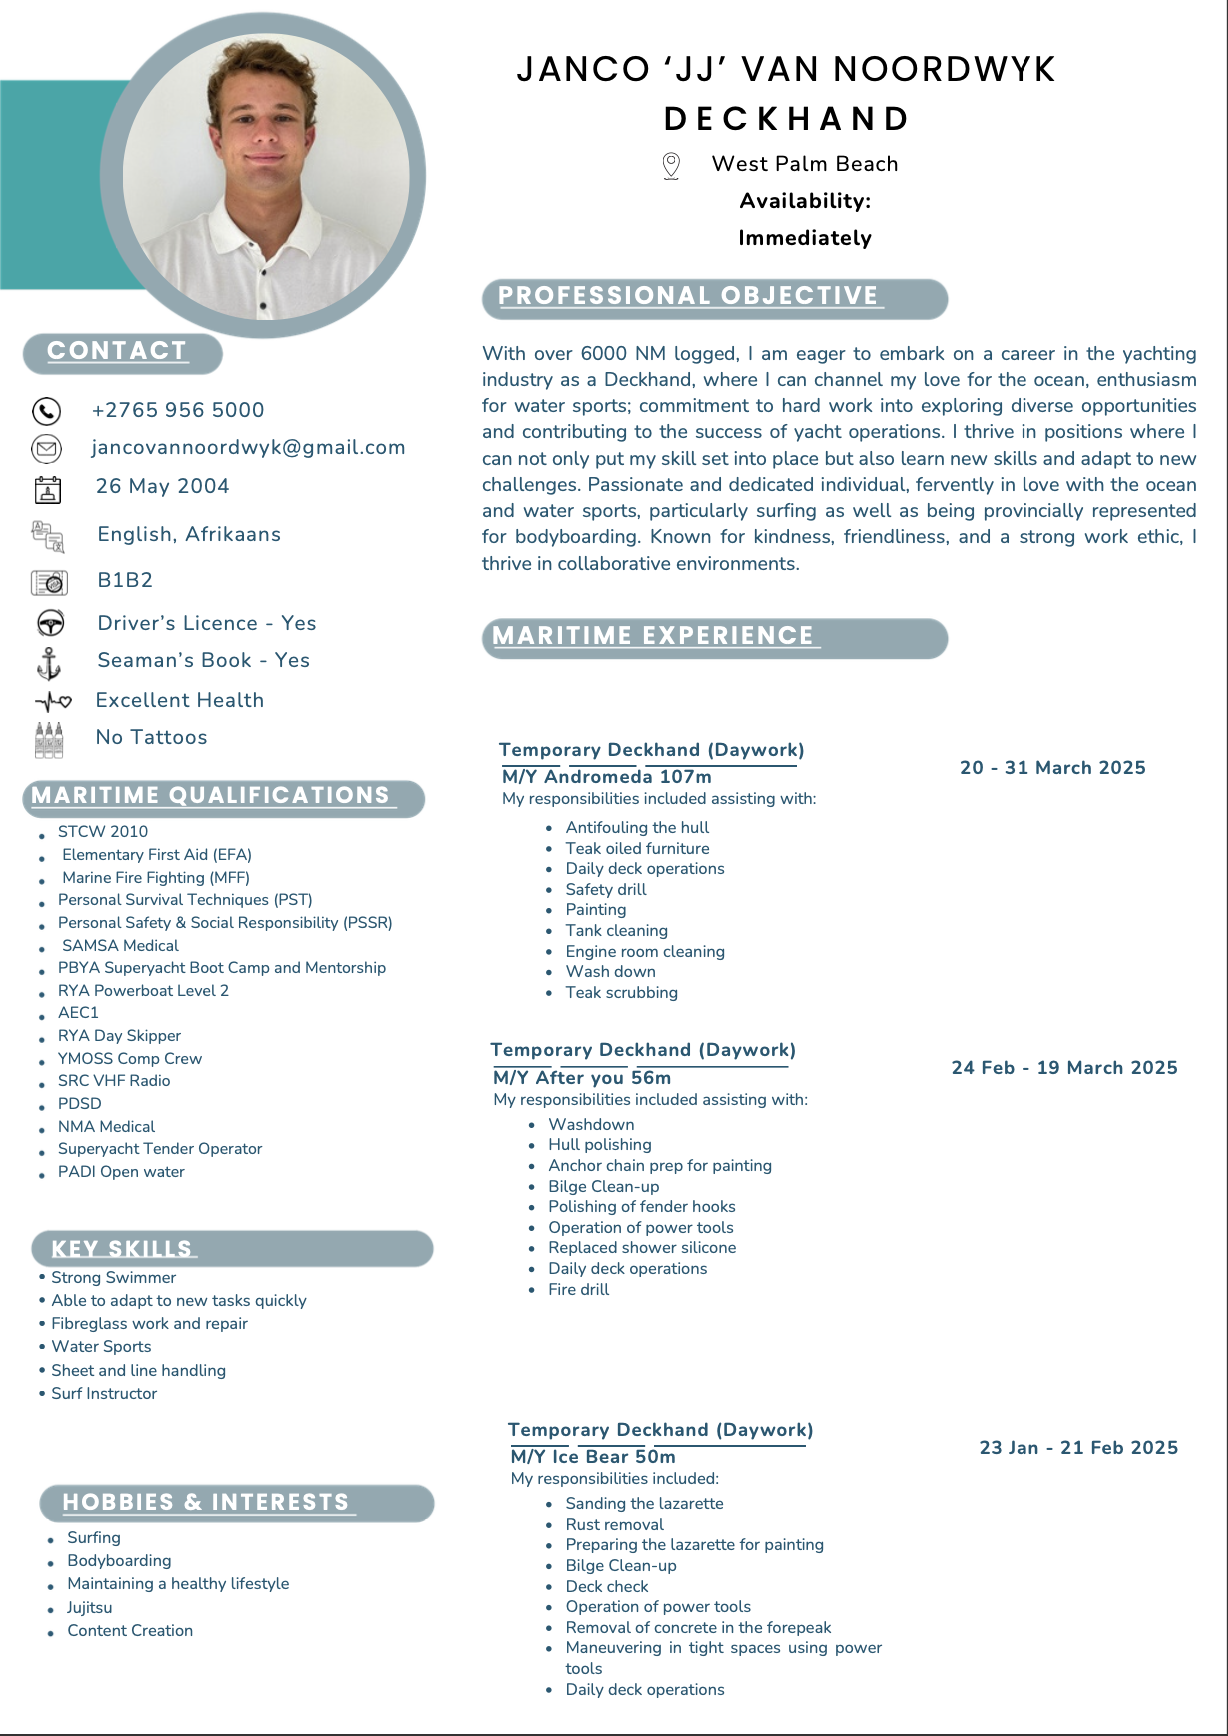 JANCO ‘JJ’ VAN NOORDWYK
DECKHAND
West Palm Beach
Availability:
Immediately
CONTACT
+2765 956 5000
jancovannoordwyk@gmail.com
26 May 2004
English, Afrikaans
B1B2
Driver’s Licence - Yes
Seaman’s Book - Yes
Excellent Health
No Tattoos
MARITIME QUALIFICATIONS
• STCW 2010
• Elementary First Aid (EFA)
• Marine Fire Fighting (MFF)
• Personal Survival Techniques (PST)
• Personal Safety & Social Responsibility (PSSR)
• SAMSA Medical
• PBYA Superyacht Boot Camp and Mentorship
• RYA Powerboat Level 2
• AEC1
• RYA Day Skipper
• YMOSS Comp Crew
• SRC VHF Radio
• PDSD
• NMA Medical
• Superyacht Tender Operator
• PADI Open water
KEY SKILLS
• Strong Swimmer
• Able to adapt to new tasks quickly
• Fibreglass work and repair
• Water Sports
• Sheet and line handling
• Surf Instructor
HOBBIES & INTERESTS
• Surfing
• Bodyboarding
• Maintaining a healthy lifestyle
• Jujitsu
• Content Creation
PROFESSIONAL OBJECTIVE
With over 6000 NM logged, I am eager to embark on a career in the yachting
industry as a Deckhand, where I can channel my love for the ocean, enthusiasm
for water sports; commitment to hard work into exploring diverse opportunities
and contributing to the success of yacht operations. I thrive in positions where I
can not only put my skill set into place but also learn new skills and adapt to new
challenges. Passionate and dedicated individual, fervently in love with the ocean
and water sports, particularly surfing as well as being provincially represented
for bodyboarding. Known for kindness, friendliness, and a strong work ethic, I
thrive in collaborative environments.
MARITIME EXPERIENCE
Temporary Deckhand (Daywork)
20 - 31 March 2025
M/Y Andromeda 107m
My responsibilities included assisting with:
• Antifouling the hull
• Teak oiled furniture
• Daily deck operations
• Safety drill
• Painting
• Tank cleaning
• Engine room cleaning
• Wash down
• Teak scrubbing
Temporary Deckhand (Daywork)
24 Feb - 19 March 2025
M/Y After you 56m
My responsibilities included assisting with:
• Washdown
• Hull polishing
• Anchor chain prep for painting
• Bilge Clean-up
• Polishing of fender hooks
• Operation of power tools
• Replaced shower silicone
• Daily deck operations
• Fire drill
Temporary Deckhand (Daywork)
23 Jan - 21 Feb 2025
M/Y Ice Bear 50m
My responsibilities included:
• Sanding the lazarette
• Rust removal
• Preparing the lazarette for painting
• Bilge Clean-up
• Deck check
• Operation of power tools
• Removal of concrete in the forepeak
• Maneuvering in tight spaces using power
tools
• Daily deck operations